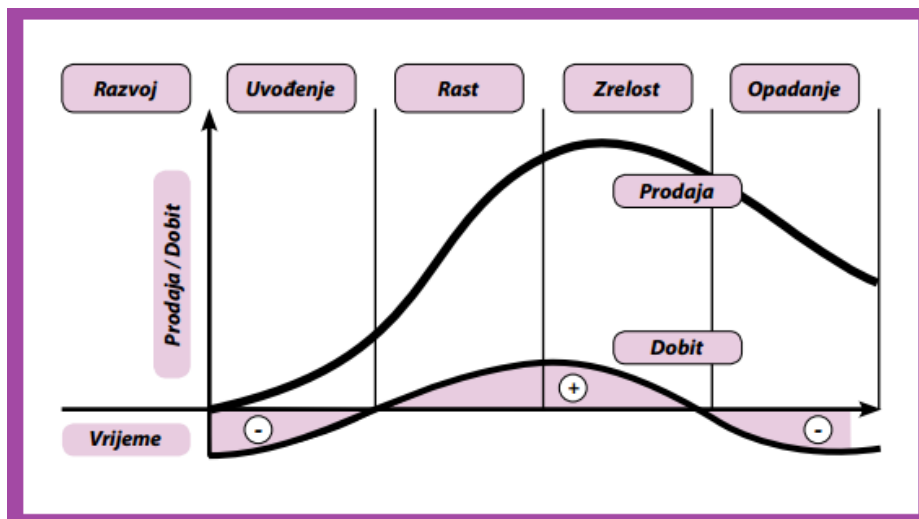 Razvoj
Uvođenje
Rast
Zrelost
Opadanje
Prodaja / Dobit
Prodaja
Dobit
+
-
-
Vrijeme